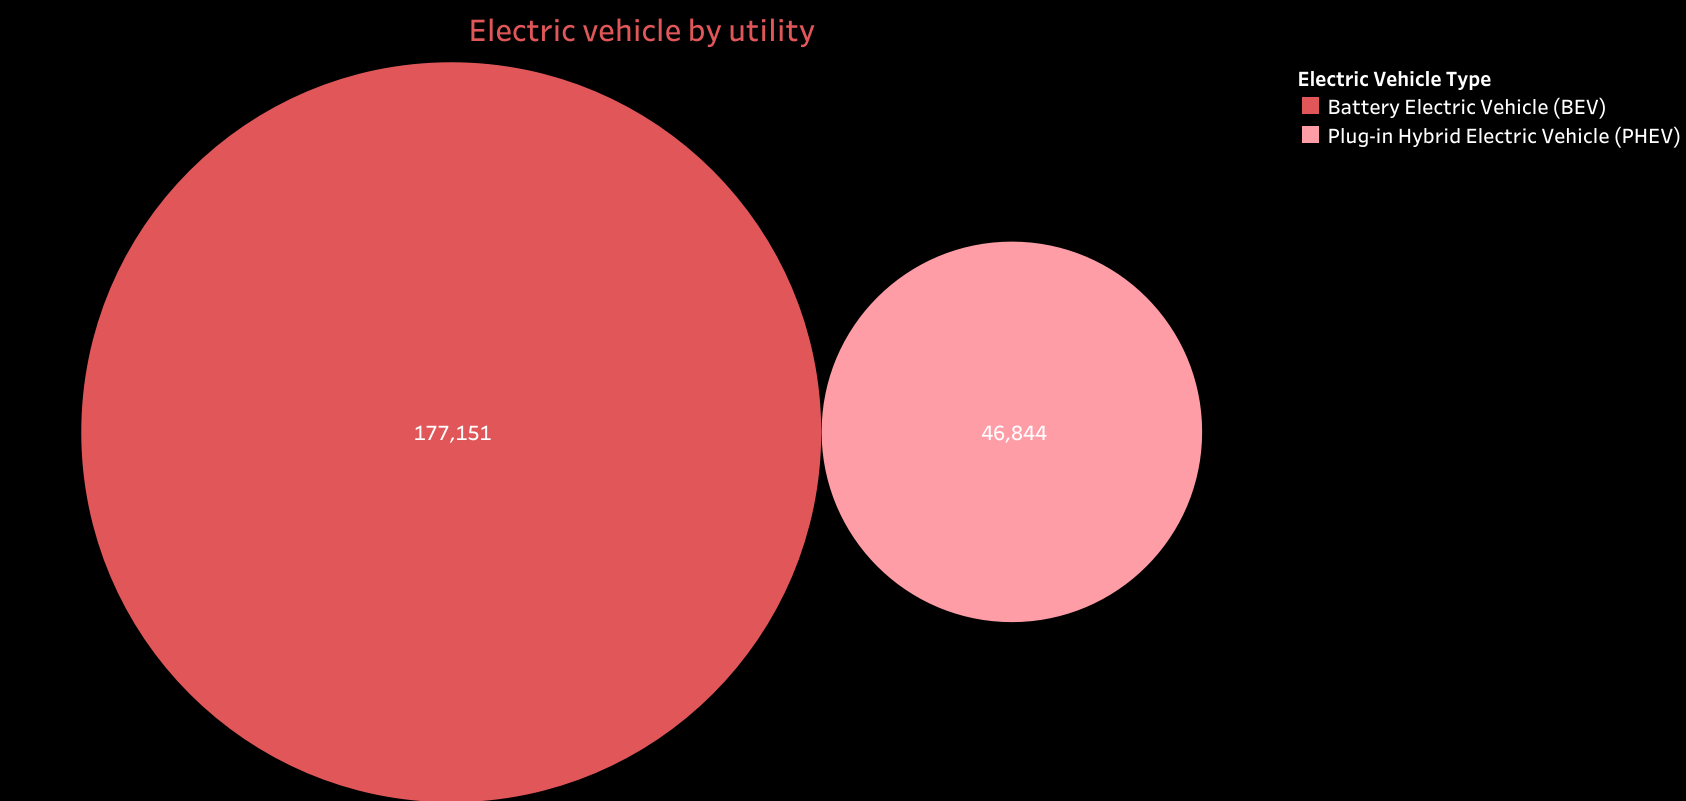 Electric vehicle by utility
Electric Vehicle Type
Battery Electric Vehicle (BEV)
Plug-in Hybrid Electric Vehicle (PHEV)
177,151
46,844